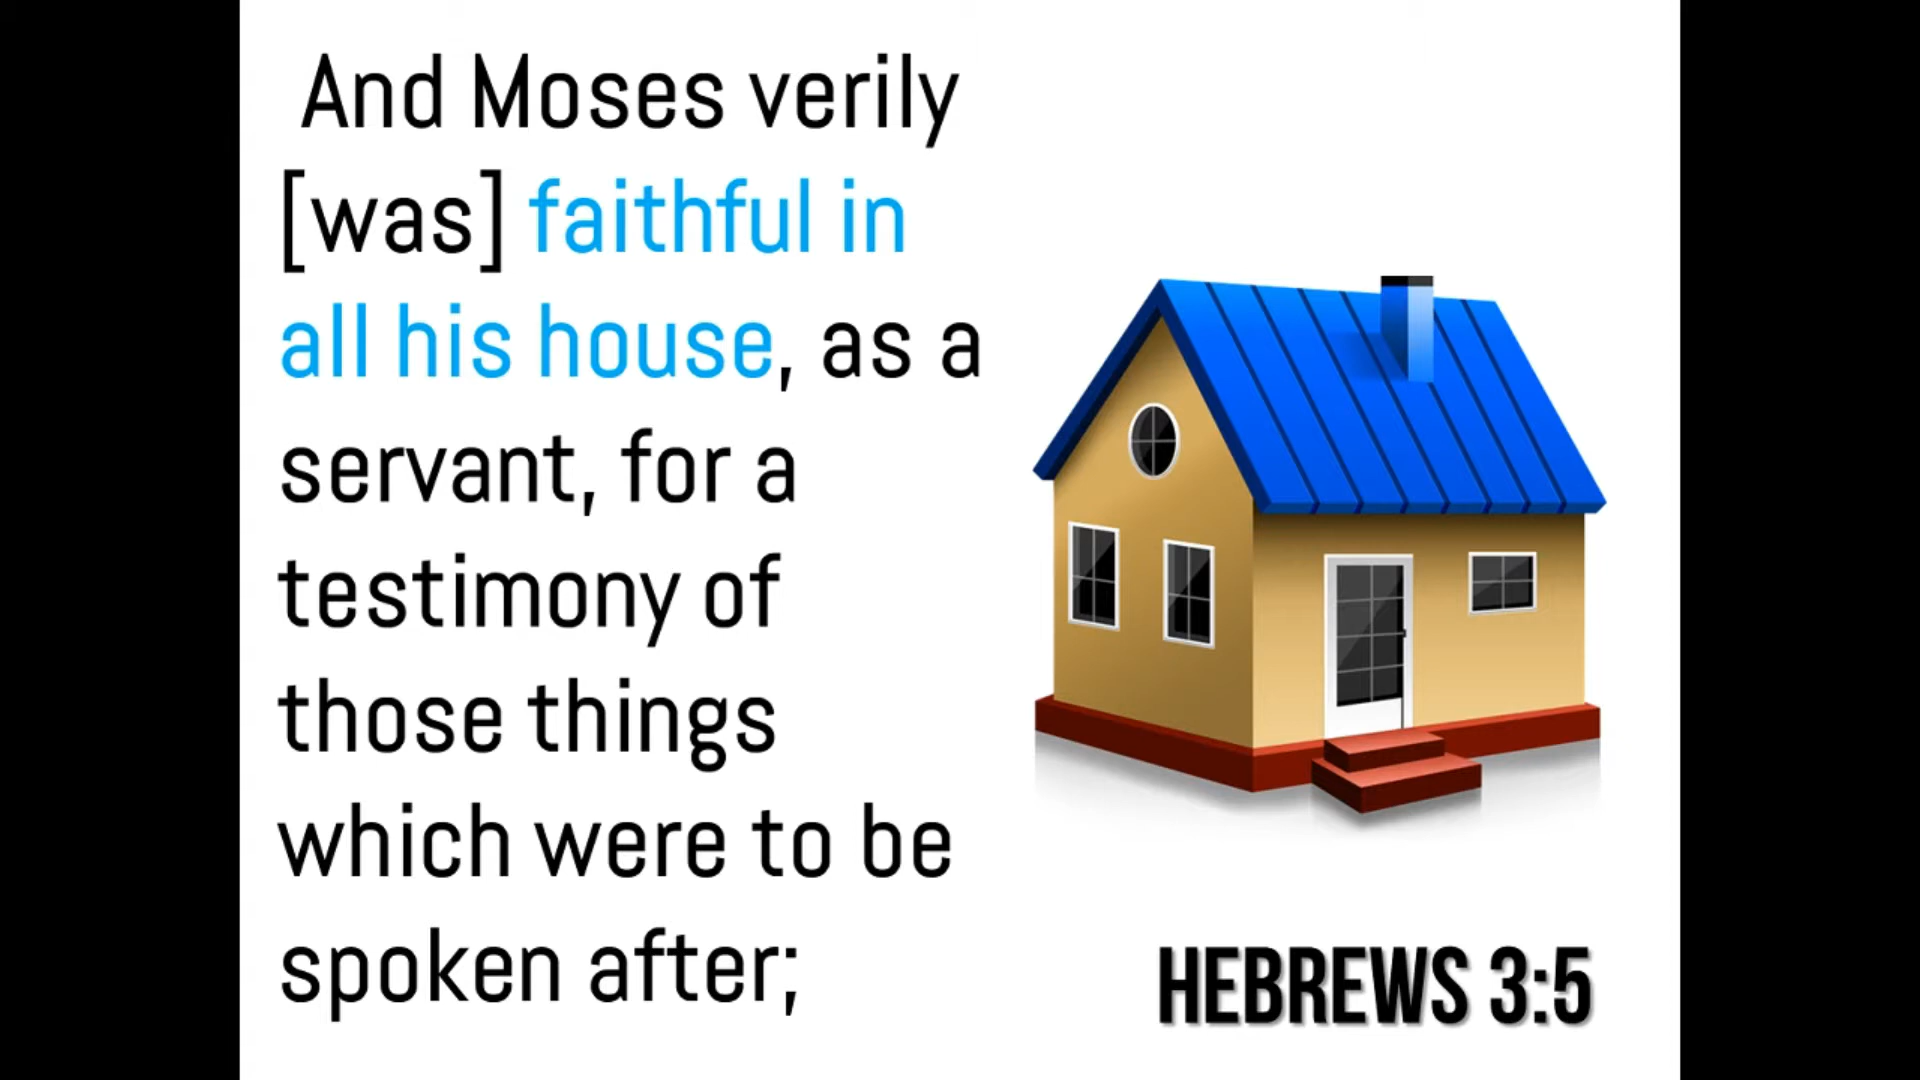 And Moses verily
[was] faithful in
all his house, as a
servant, for a
testimony of
those things
which were to be
spoken after;
HEBREWS 3:5